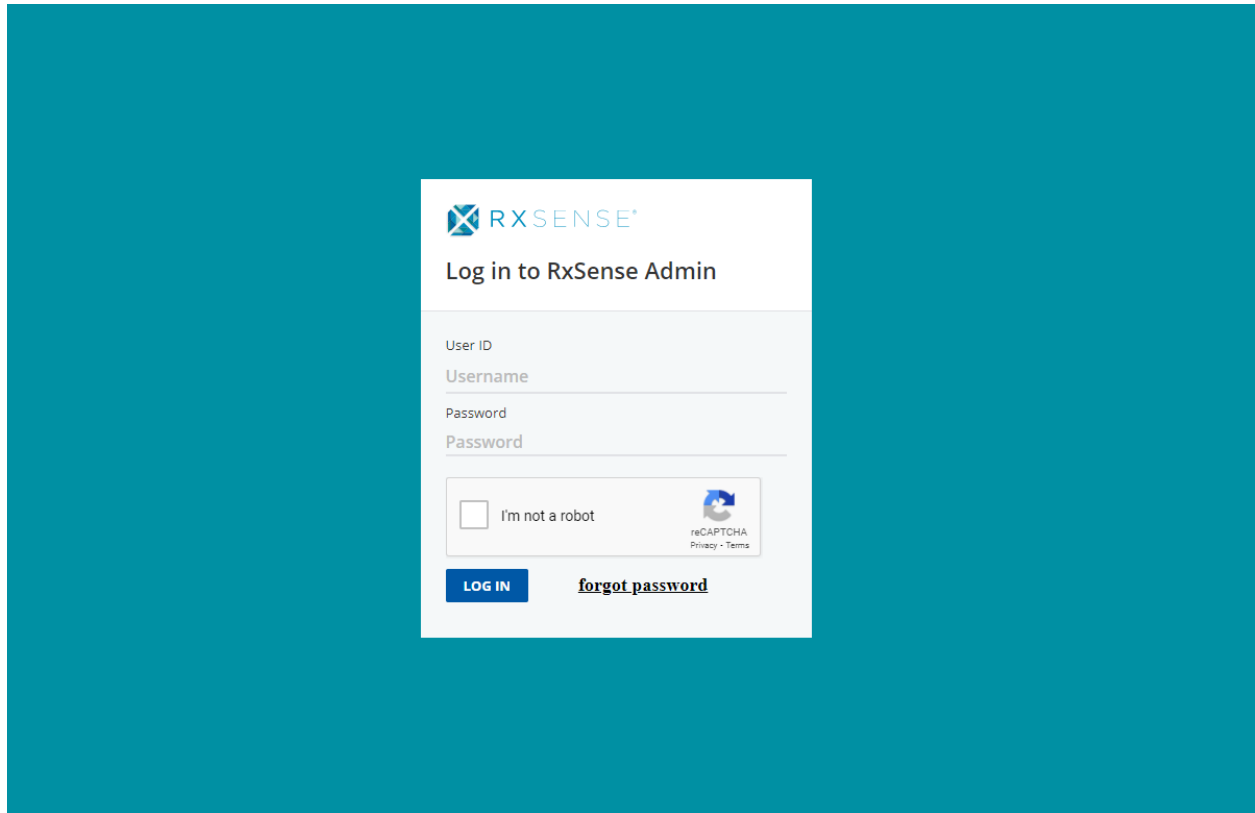 RXSENSE®
Log in to RxSense Admin
User ID
Username
Password
Password
I'm not a robot
reCAPTCHA
Privacy - Terms
LOG IN forgot password